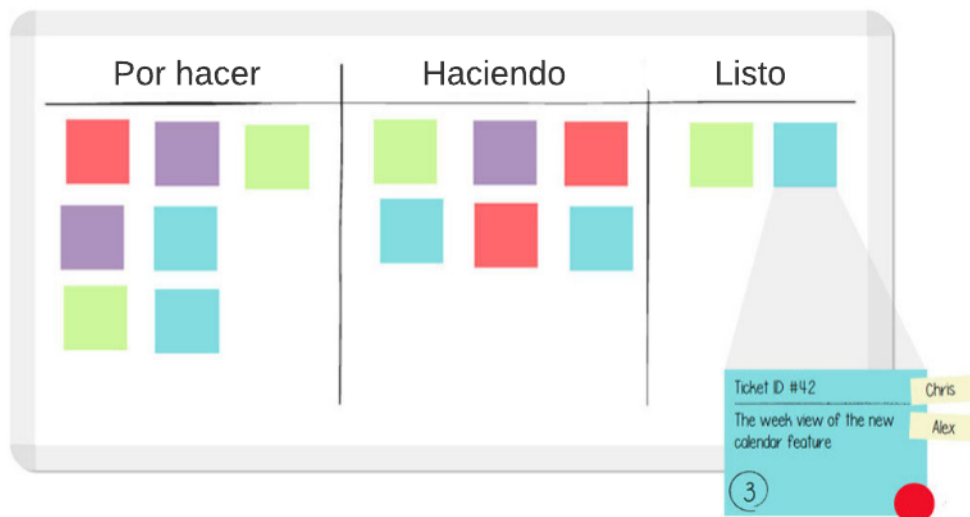 Por hacer
Haciendo
Listo
Ticket ID #42
Chris
The week view of the new
calendar feature
Alex
3